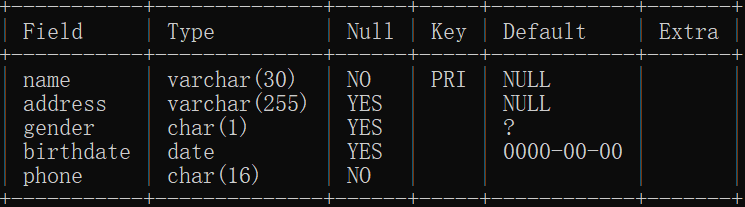 Field Type Null Key Default Extra
name varchar(30) NO PRI NULL
address varchar(255) YES NULL
gender char(1) YES ?
birthdate date YES 0000-00-00
phone char(16) NO